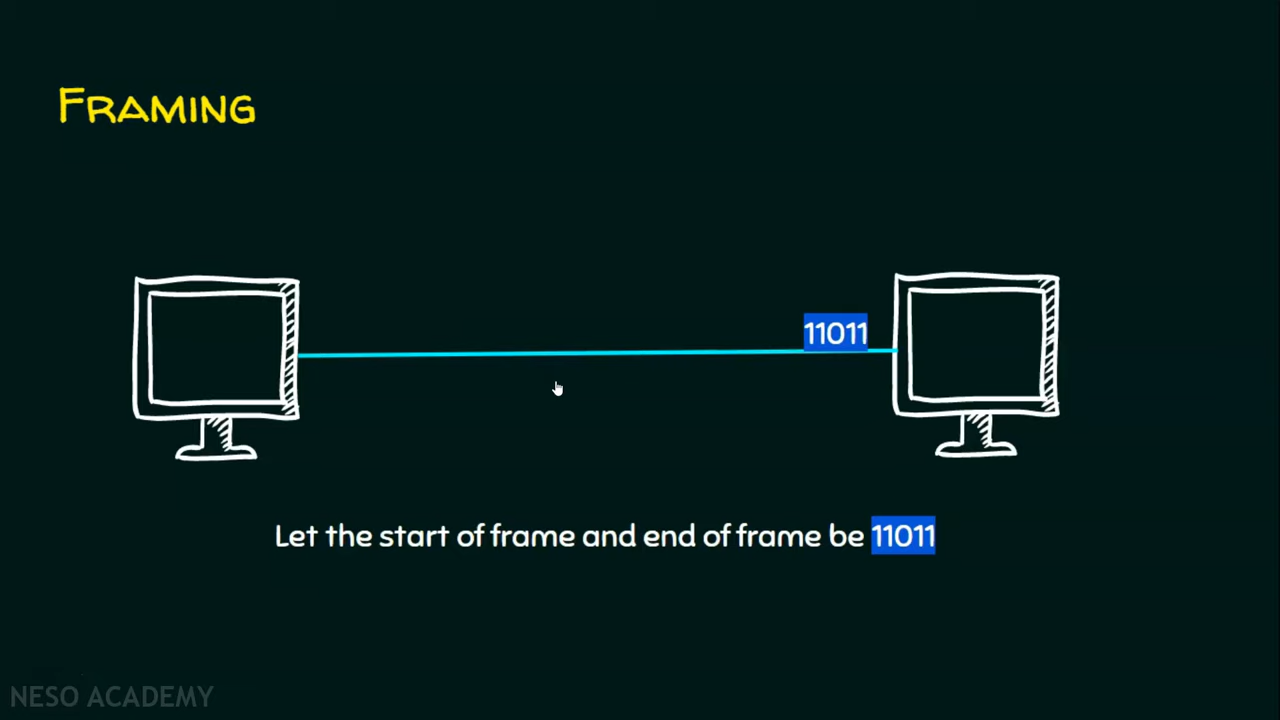 FRAMING
11011
Let the start of frame and end of frame be 11011
NESO ACADEMY